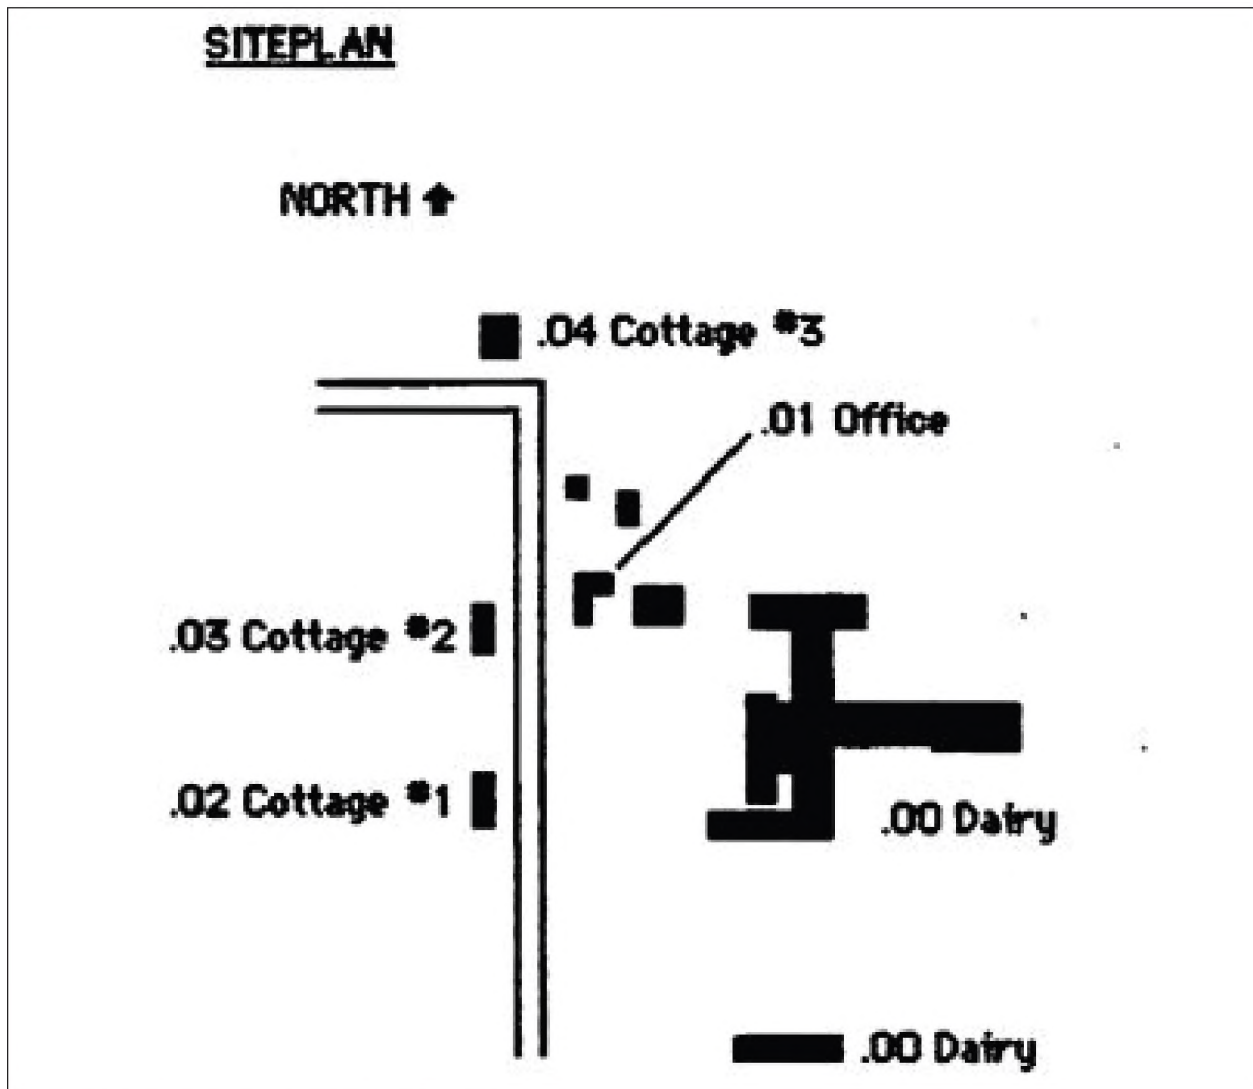 SITEPLAN
NORTH ↑
.04 Cottage #3
.01 Office
.03 Cottage #2
.02 Cottage #1
.00 Dairy
.00 Dairy